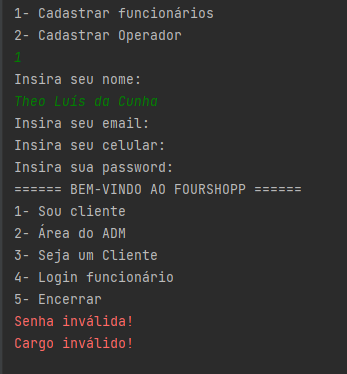 1- Cadastrar funcionários
2- Cadastrar Operador
1
Insira seu nome:
Theo Luís da Cunha
Insira seu email:
Insira seu celular:
Insira sua password:
====== BEM-VINDO AO FOURSHOPP ======
1- Sou cliente
2- Área do ADM
3- Seja um Cliente
4- Login funcionário
5- Encerrar
Senha inválida!
Cargo inválido!